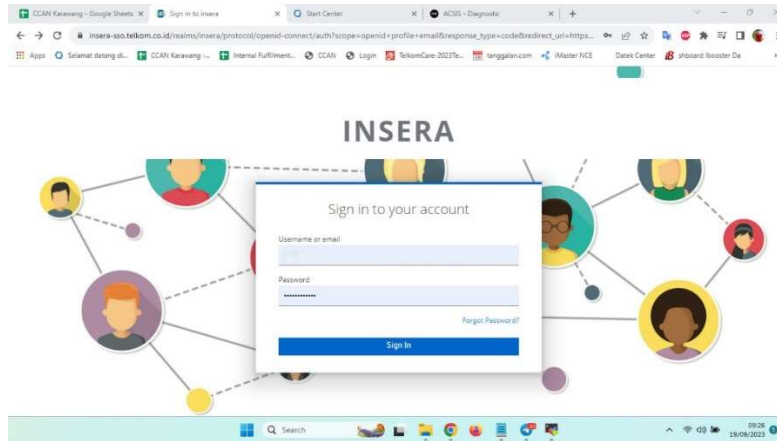 CCAN Karawang - Google Sheets
Sign in to insera
Start Center
ACSIS - Diagnostic
insera-sso.telkom.co.id/realms/insera/protocol/openid-connect/auth?scope=openid+profile+email&response_type=code&redirect_uri=https...
Apps
Selamat datang di...
CCAN Karawang -...
Internal Fulfilment...
CCAN
Login
TelkomCare-2023Te...
tanggalan.com
iMaster NCE
Datek Center
shboard Ibooster Da
INSERA
Sign in to your account
Username or email
Password
Forgot Password?
Sign In
Search
09:26
19/09/2023